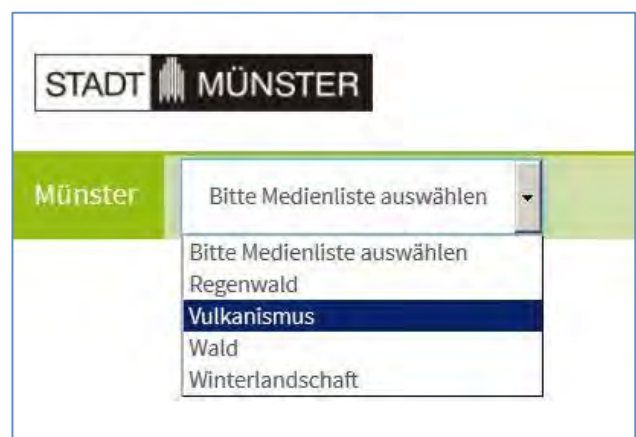 STADT MÜNSTER
Münster
Bitte Medienliste auswählen
Bitte Medienliste auswählen
Regenwald
Vulkanismus
Wald
Winterlandschaft